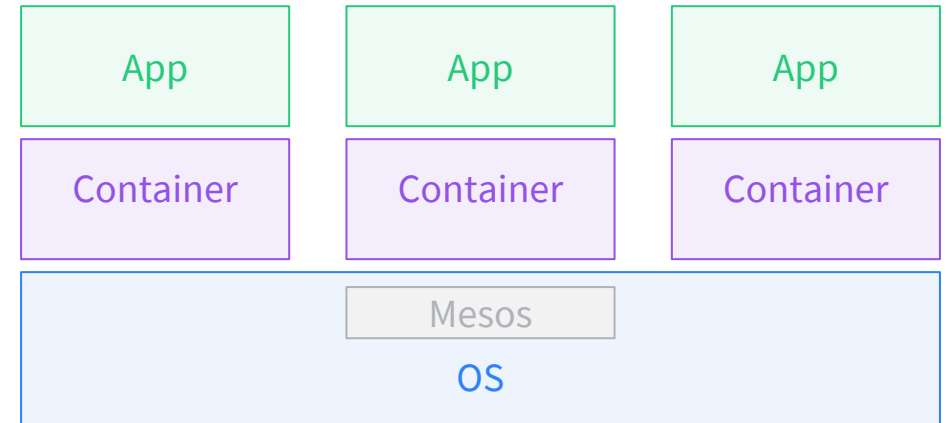 App App App
Container Container Container
Mesos
OS